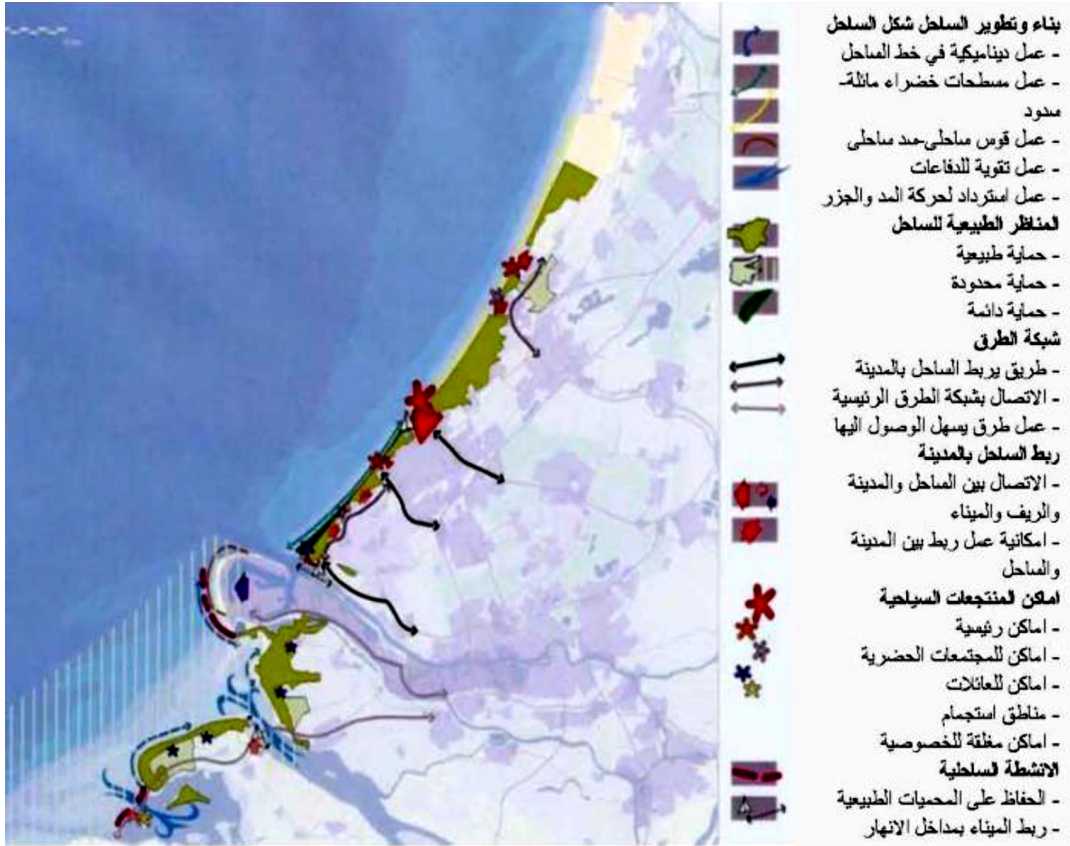 بناء وتطوير الساحل شكل الساحل
- عمل ديناميكية في خط الساحل
- عمل مسطحات خضراء مائلة-
سدود
- عمل قوس ساحلى-سد ساحلى
- عمل تقوية للدفاعات
- عمل استرداد لحركة المد والجزر
المناظر الطبيعية للساحل
- حماية طبيعية
- حماية محدودة
- حماية دائمة
شبكة الطرق
- طريق يربط الساحل بالمدينة
- الاتصال بشبكة الطرق الرئيسية
- عمل طرق يسهل الوصول اليها
ربط الساحل بالمدينة
- الاتصال بين الساحل والمدينة
والريف والميناء
- امكانية عمل ربط بين المدينة
والساحل
اماكن المنتجعات السياحية
- اماكن رئيسية
- اماكن للمجتمعات الحضرية
- اماكن للعائلات
- مناطق استجمام
- اماكن مغلقة للخصوصية
الانشطة الساحلية
- الحفاظ على المحميات الطبيعية
- ربط الميناء بمداخل الانهار